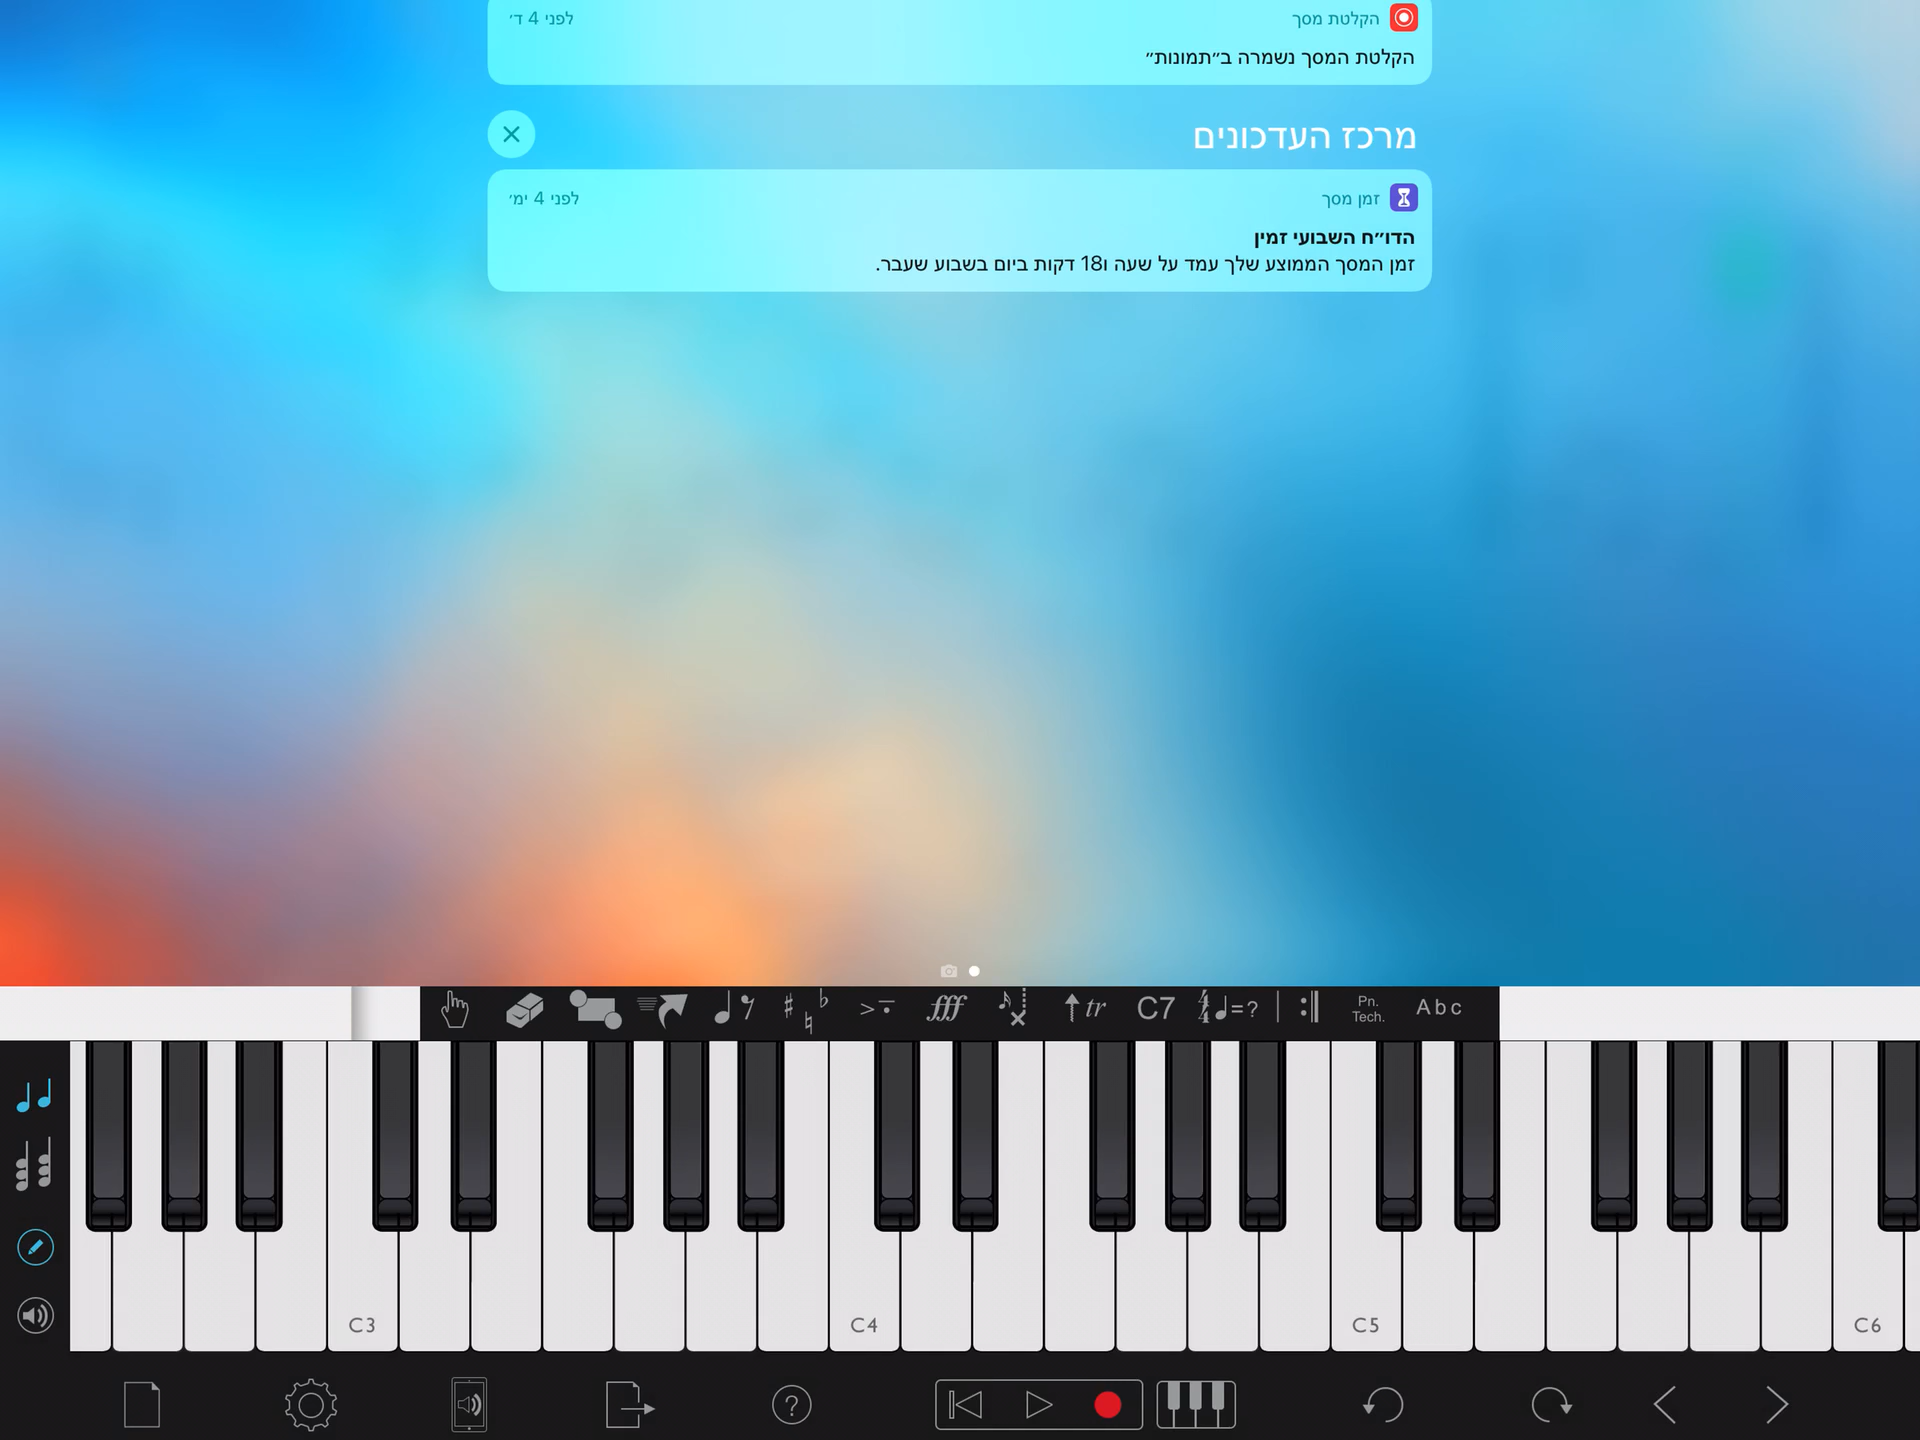 הקלטת מסך לפני 4 ד׳
הקלטת המסך נשמרה ב״תמונות״
מרכז העדכונים
זמן מסך לפני 4 ימ׳
הדו״ח השבועי זמין
זמן המסך הממוצע שלך עמד על שעה ו18 דקות ביום בשבוע שעבר.
fff tr C7 4/4 =? Pn. Tech. Abc
C3 C4 C5 C6
?